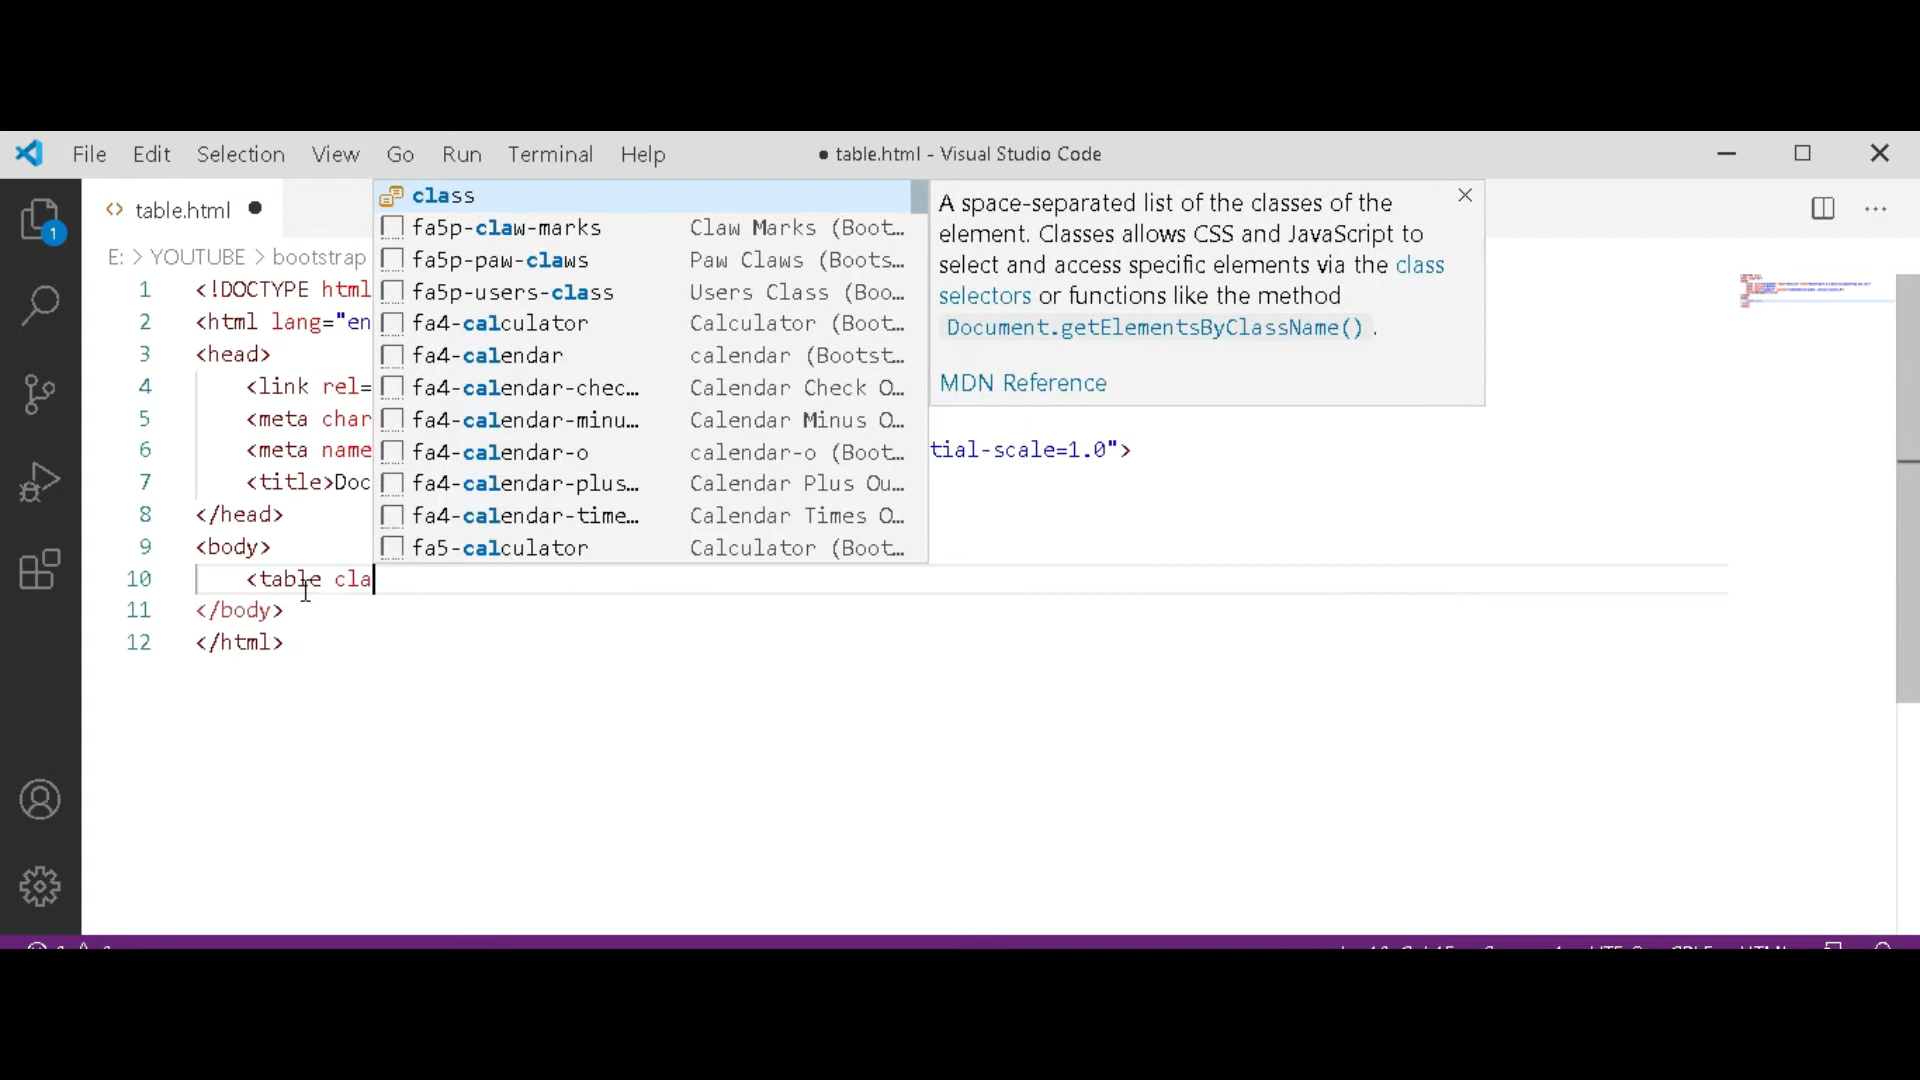 File Edit Selection View Go Run Terminal Help ● table.html - Visual Studio Code
1
table.html ●
E: > YOUTUBE > bootstrap
class
fa5p-claw-marks Claw Marks (Boot…
fa5p-paw-claws Paw Claws (Boots…
fa5p-users-class Users Class (Boo…
fa4-calculator Calculator (Boot…
fa4-calendar calendar (Bootst…
fa4-calendar-chec… Calendar Check O…
fa4-calendar-minu… Calendar Minus O…
fa4-calendar-o calendar-o (Boot…
fa4-calendar-plus… Calendar Plus Ou…
fa4-calendar-time… Calendar Times O…
fa5-calculator Calculator (Boot…
A space-separated list of the classes of the
element. Classes allows CSS and JavaScript to
select and access specific elements via the class
selectors or functions like the method
Document.getElementsByClassName() .
MDN Reference
1 <!DOCTYPE html
2 <html lang="en
3 <head>
4 <link rel=
5 <meta char
6 <meta name tial-scale=1.0">
7 <title>Doc
8 </head>
9 <body>
10 <table cla
11 </body>
12 </html>